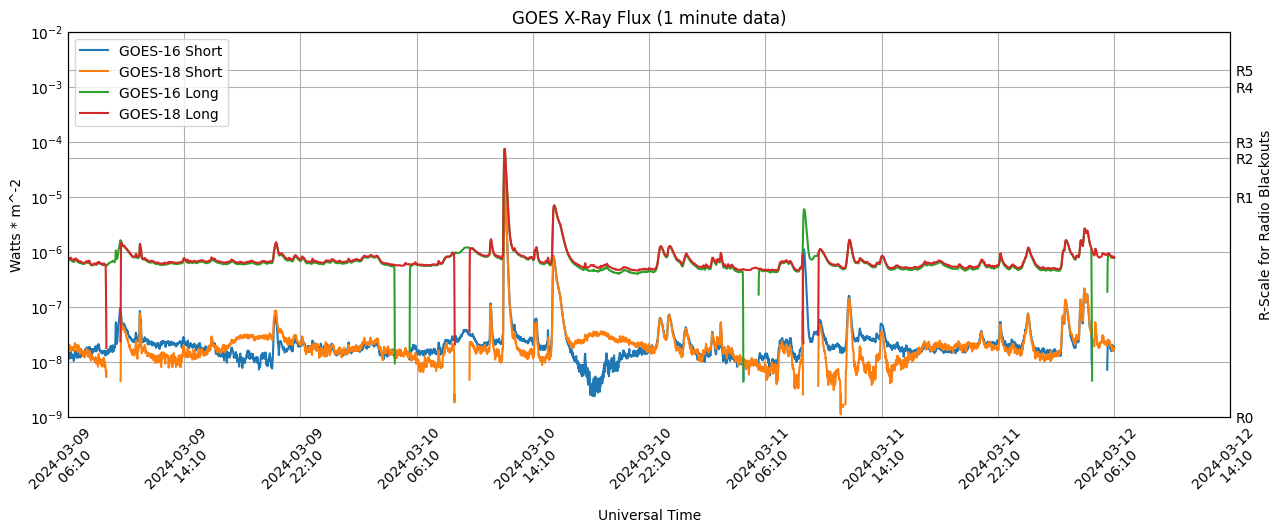 GOES X-Ray Flux (1 minute data)
GOES-16 Short
GOES-18 Short
GOES-16 Long
GOES-18 Long
Watts * m^-2
10⁻²
10⁻³
10⁻⁴
10⁻⁵
10⁻⁶
10⁻⁷
10⁻⁸
10⁻⁹
R5
R4
R3
R2
R1
R0
R-Scale for Radio Blackouts
2024-03-09
06:10
2024-03-09
14:10
2024-03-09
22:10
2024-03-10
06:10
2024-03-10
14:10
2024-03-10
22:10
2024-03-11
06:10
2024-03-11
14:10
2024-03-11
22:10
2024-03-12
06:10
2024-03-12
14:10
Universal Time